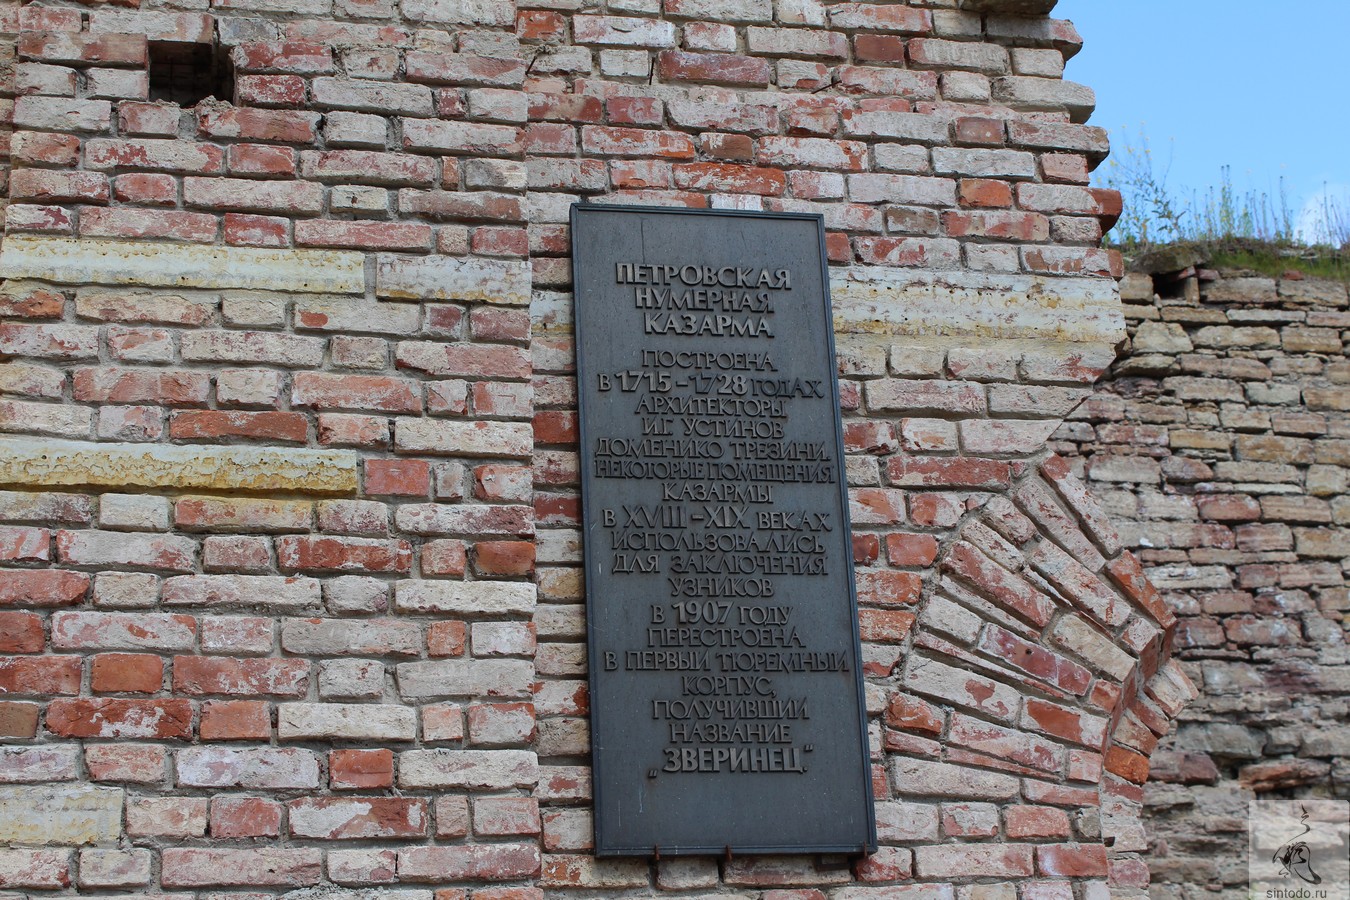 ПЕТРОВСКАЯ
НУМЕРНАЯ
КАЗАРМА
ПОСТРОЕНА
В 1715-1728 ГОДАХ
АРХИТЕКТОРЫ
И.Г. УСТИНОВ
ДОМЕНИКО ТРЕЗИНИ.
НЕКОТОРЫЕ ПОМЕЩЕНИЯ
КАЗАРМЫ
В XVIII-XIX ВЕКАХ
ИСПОЛЬЗОВАЛИСЬ
ДЛЯ ЗАКЛЮЧЕНИЯ
УЗНИКОВ
В 1907 ГОДУ
ПЕРЕСТРОЕНА
В ПЕРВЫЙ ТЮРЕМНЫЙ
КОРПУС,
ПОЛУЧИВШИЙ
НАЗВАНИЕ
„ЗВЕРИНЕЦ“
sintodo.ru